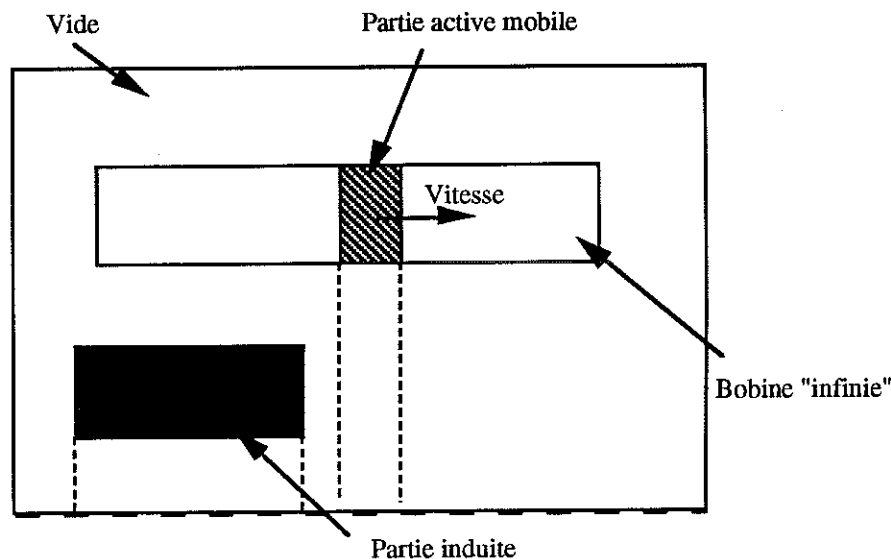 Vide
Partie active mobile
Vitesse
Bobine "infinie"
Partie induite